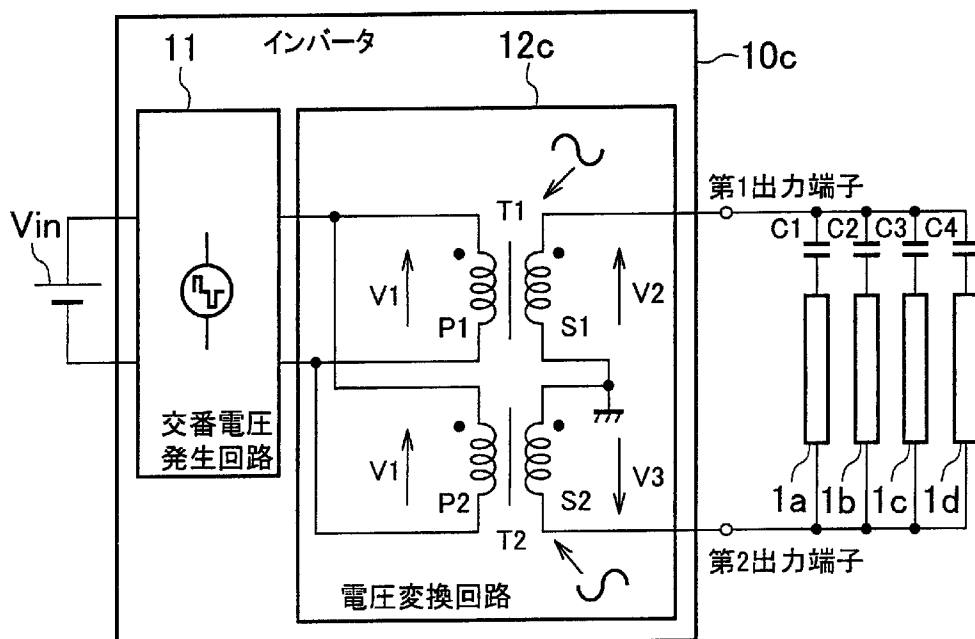 インバータ
11
12c
10c
Vin
交番電圧
発生回路
T1
V1
P1
S1
V2
V1
P2
S2
V3
T2
電圧変換回路
第1出力端子
C1
C2
C3
C4
1a
1b
1c
1d
第2出力端子